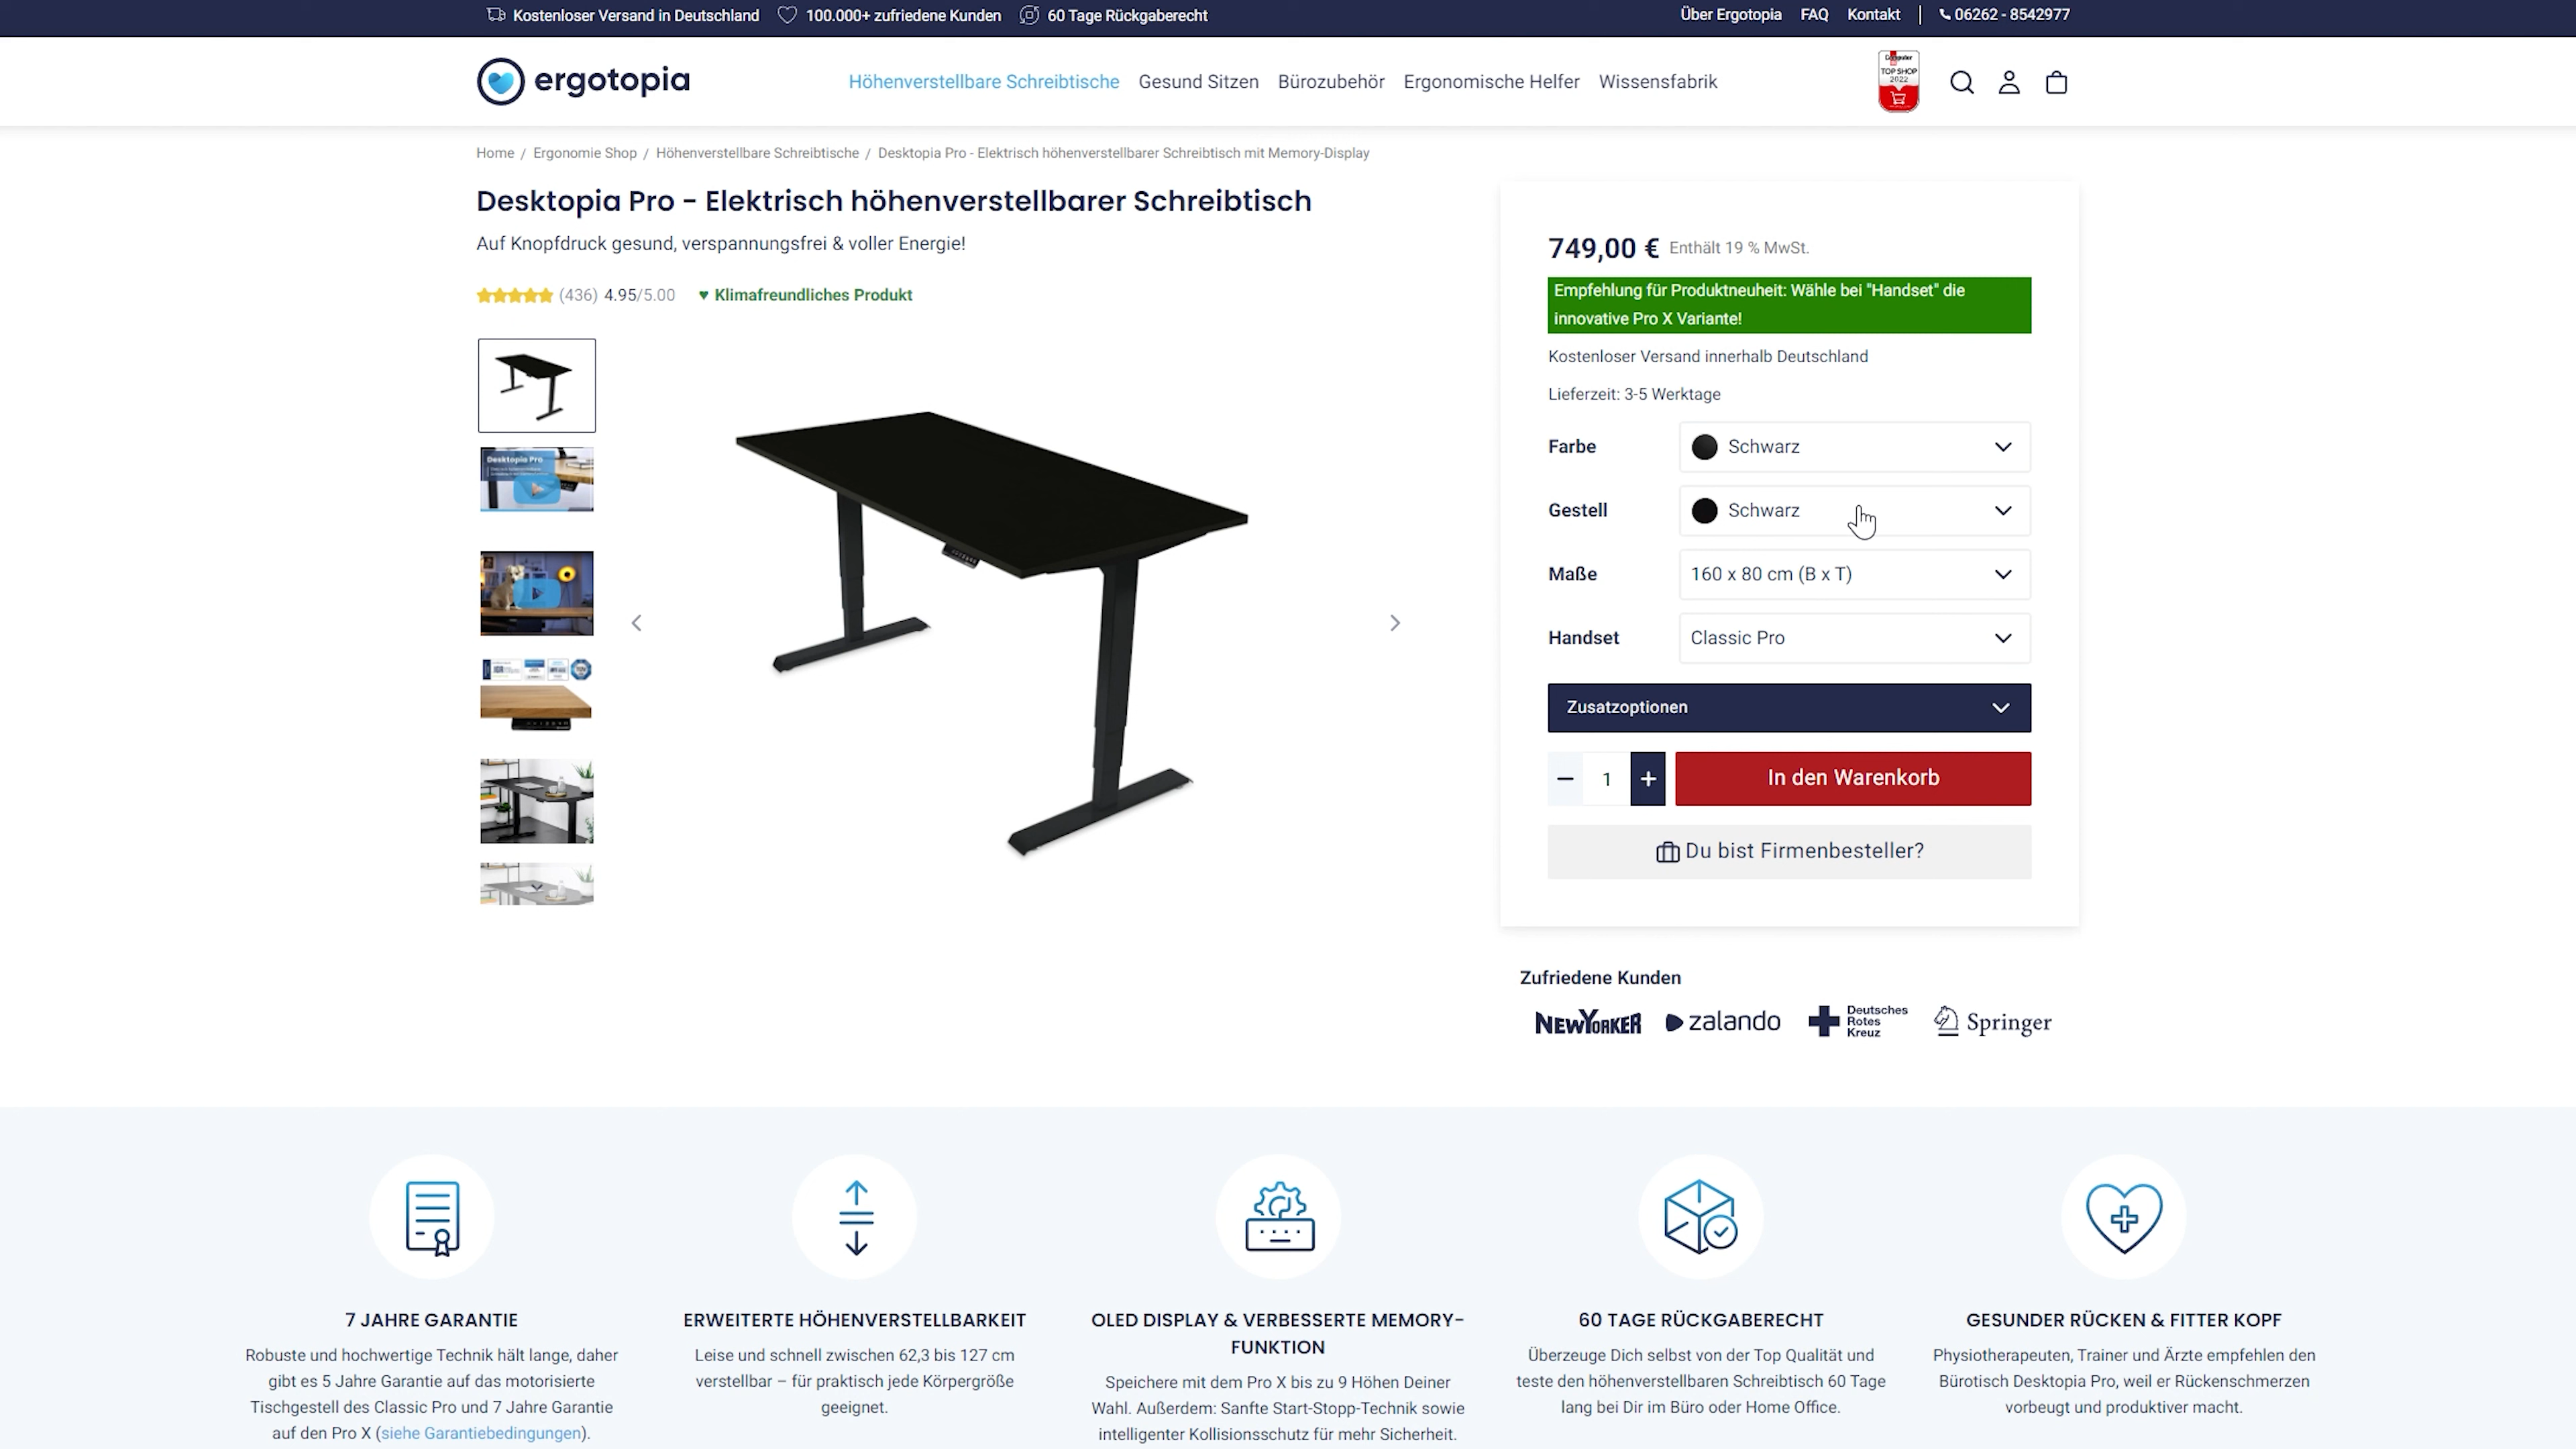 Kostenloser Versand in Deutschland 100.000+ zufriedene Kunden 60 Tage Rückgaberecht
Über Ergotopia FAQ Kontakt | 06262 - 8542977
ergotopia
Höhenverstellbare Schreibtische Gesund Sitzen Bürozubehör Ergonomische Helfer Wissensfabrik
TOP SHOP
2022
Home / Ergonomie Shop / Höhenverstellbare Schreibtische / Desktopia Pro - Elektrisch höhenverstellbarer Schreibtisch mit Memory-Display
Desktopia Pro - Elektrisch höhenverstellbarer Schreibtisch
Auf Knopfdruck gesund, verspannungsfrei & voller Energie!
(436) 4.95/5.00 ♥ Klimafreundliches Produkt
Desktopia Pro
749,00 € Enthält 19 % MwSt.
Empfehlung für Produktneuheit: Wähle bei "Handset" die
innovative Pro X Variante!
Kostenloser Versand innerhalb Deutschland
Lieferzeit: 3-5 Werktage
Farbe Schwarz
Gestell Schwarz
Maße 160 x 80 cm (B x T)
Handset Classic Pro
Zusatzoptionen
− 1 + In den Warenkorb
Du bist Firmenbesteller?
Zufriedene Kunden
NEWYORKER zalando
Deutsches
Rotes
Kreuz
Springer
7 JAHRE GARANTIE
Robuste und hochwertige Technik hält lange, daher
gibt es 5 Jahre Garantie auf das motorisierte
Tischgestell des Classic Pro und 7 Jahre Garantie
auf den Pro X (siehe Garantiebedingungen).
ERWEITERTE HÖHENVERSTELLBARKEIT
Leise und schnell zwischen 62,3 bis 127 cm
verstellbar – für praktisch jede Körpergröße
geeignet.
OLED DISPLAY & VERBESSERTE MEMORY-
FUNKTION
Speichere mit dem Pro X bis zu 9 Höhen Deiner
Wahl. Außerdem: Sanfte Start-Stopp-Technik sowie
intelligenter Kollisionsschutz für mehr Sicherheit.
60 TAGE RÜCKGABERECHT
Überzeuge Dich selbst von der Top Qualität und
teste den höhenverstellbaren Schreibtisch 60 Tage
lang bei Dir im Büro oder Home Office.
GESUNDER RÜCKEN & FITTER KOPF
Physiotherapeuten, Trainer und Ärzte empfehlen den
Bürotisch Desktopia Pro, weil er Rückenschmerzen
vorbeugt und produktiver macht.